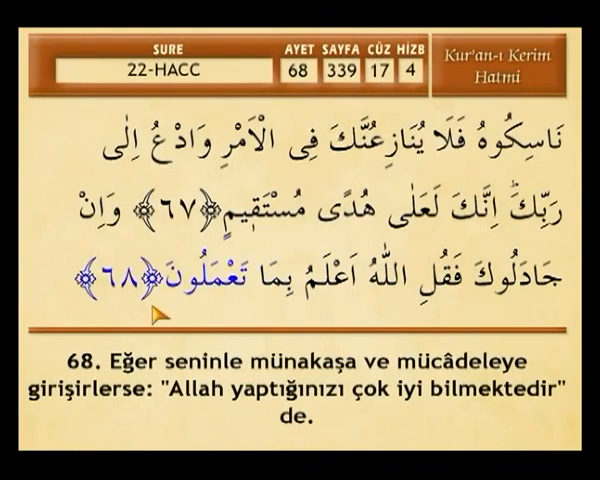 SURE AYET SAYFA CÜZ HİZB
22-HACC 68 339 17 4
Kur'an-ı Kerim
Hatmi
نَاسِكُوهُ فَلَا يُنَازِعُنَّكَ فِى الْاَمْرِ وَادْعُ اِلٰى
رَبِّكَۜ اِنَّكَ لَعَلٰى هُدًى مُسْتَقٖيمٍ ﴿٦٧﴾ وَاِنْ
جَادَلُوكَ فَقُلِ اللّٰهُ اَعْلَمُ بِمَا تَعْمَلُونَ ﴿٦٨﴾
68. Eğer seninle münakaşa ve mücâdeleye
girişirlerse: "Allah yaptığınızı çok iyi bilmektedir"
de.